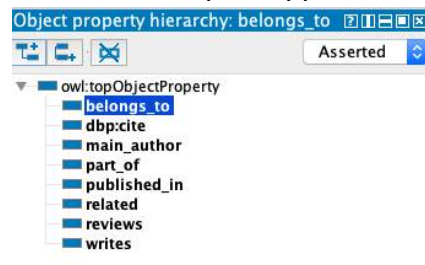 Object property hierarchy: belongs_to
Asserted
owl:topObjectProperty
belongs_to
dbp:cite
main_author
part_of
published_in
related
reviews
writes